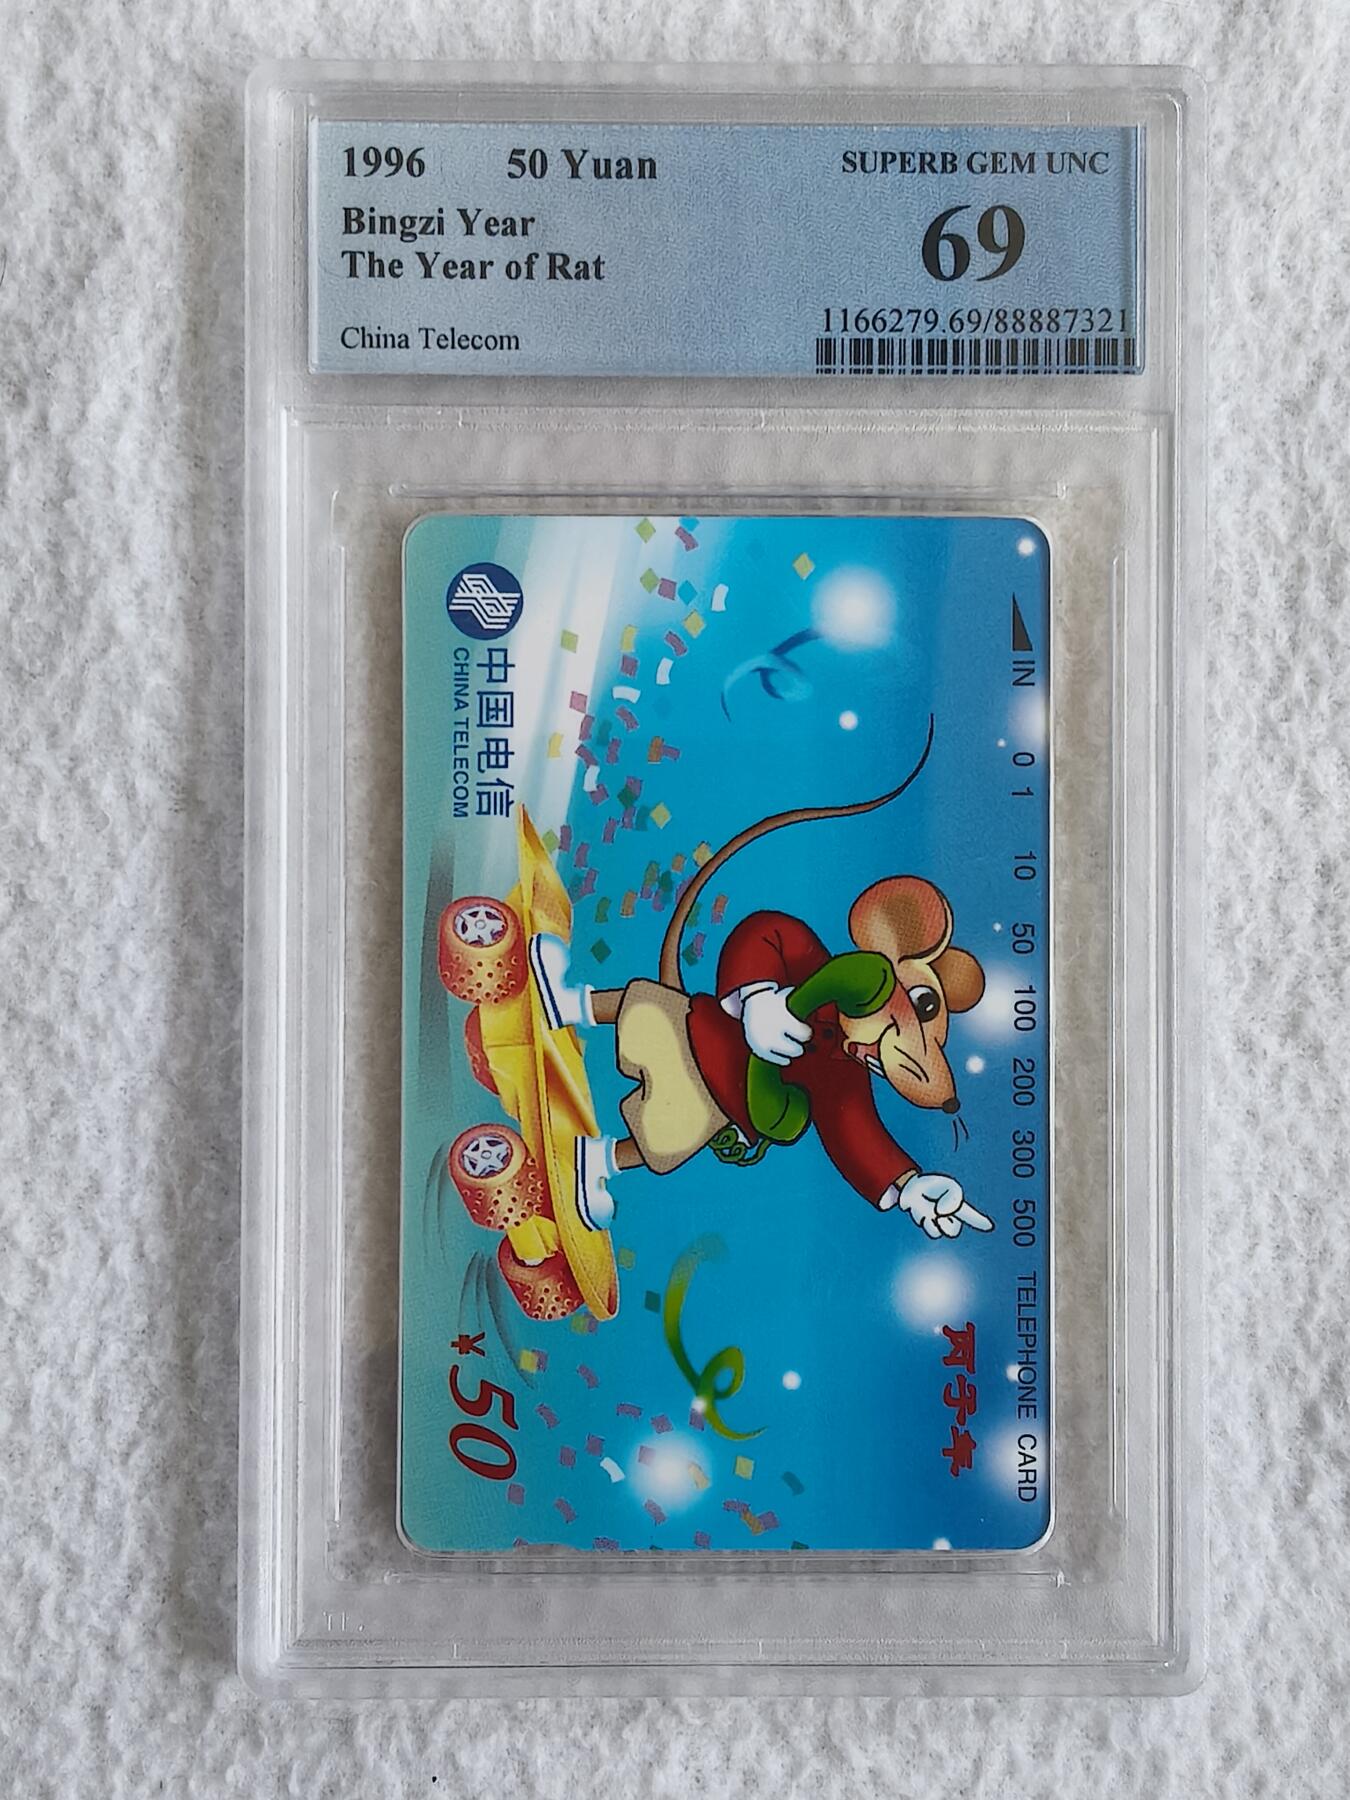 1996 50 Yuan
Bingzi Year
The Year of Rat
China Telecom
SUPERB GEM UNC
69
1166279.69/88887321
IN 0 1 10 50 100 200 300 500 TELEPHONE CARD
丙子年
中国电信
CHINA TELECOM
¥50